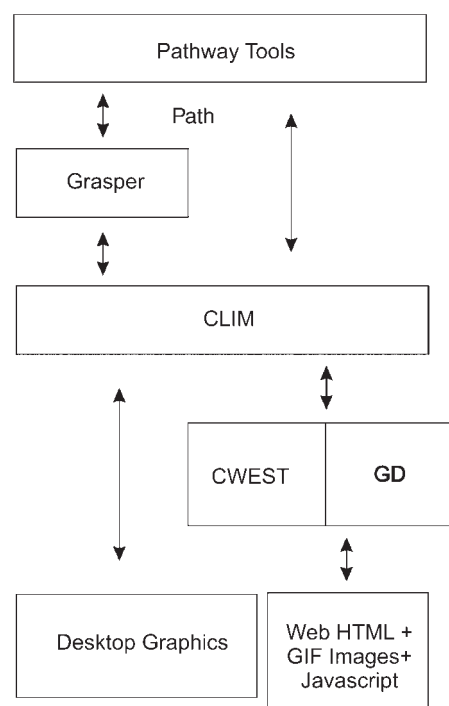 Pathway Tools
Path
Grasper
CLIM
CWEST
GD
Desktop Graphics
Web HTML +
GIF Images+
Javascript